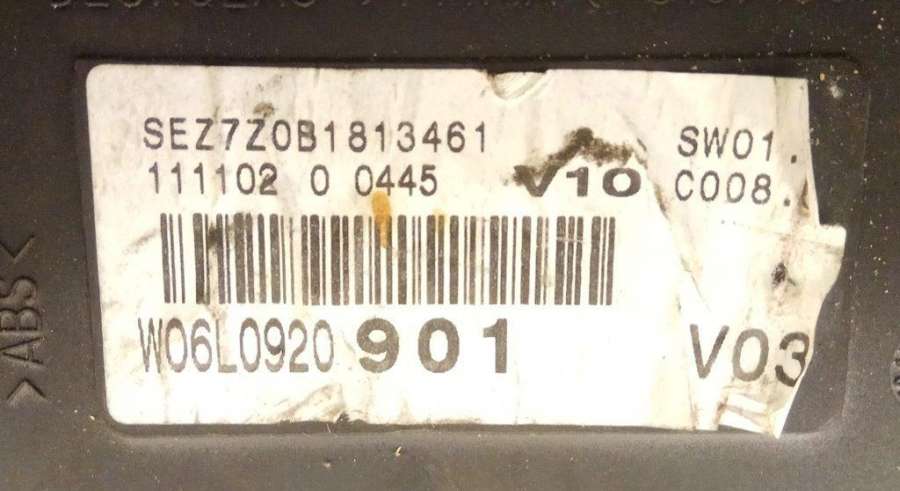 SEZ7Z0B1813461 SW01.
111102 0 0445 V10 C008.
W06L0920 901 V03
>ABS<